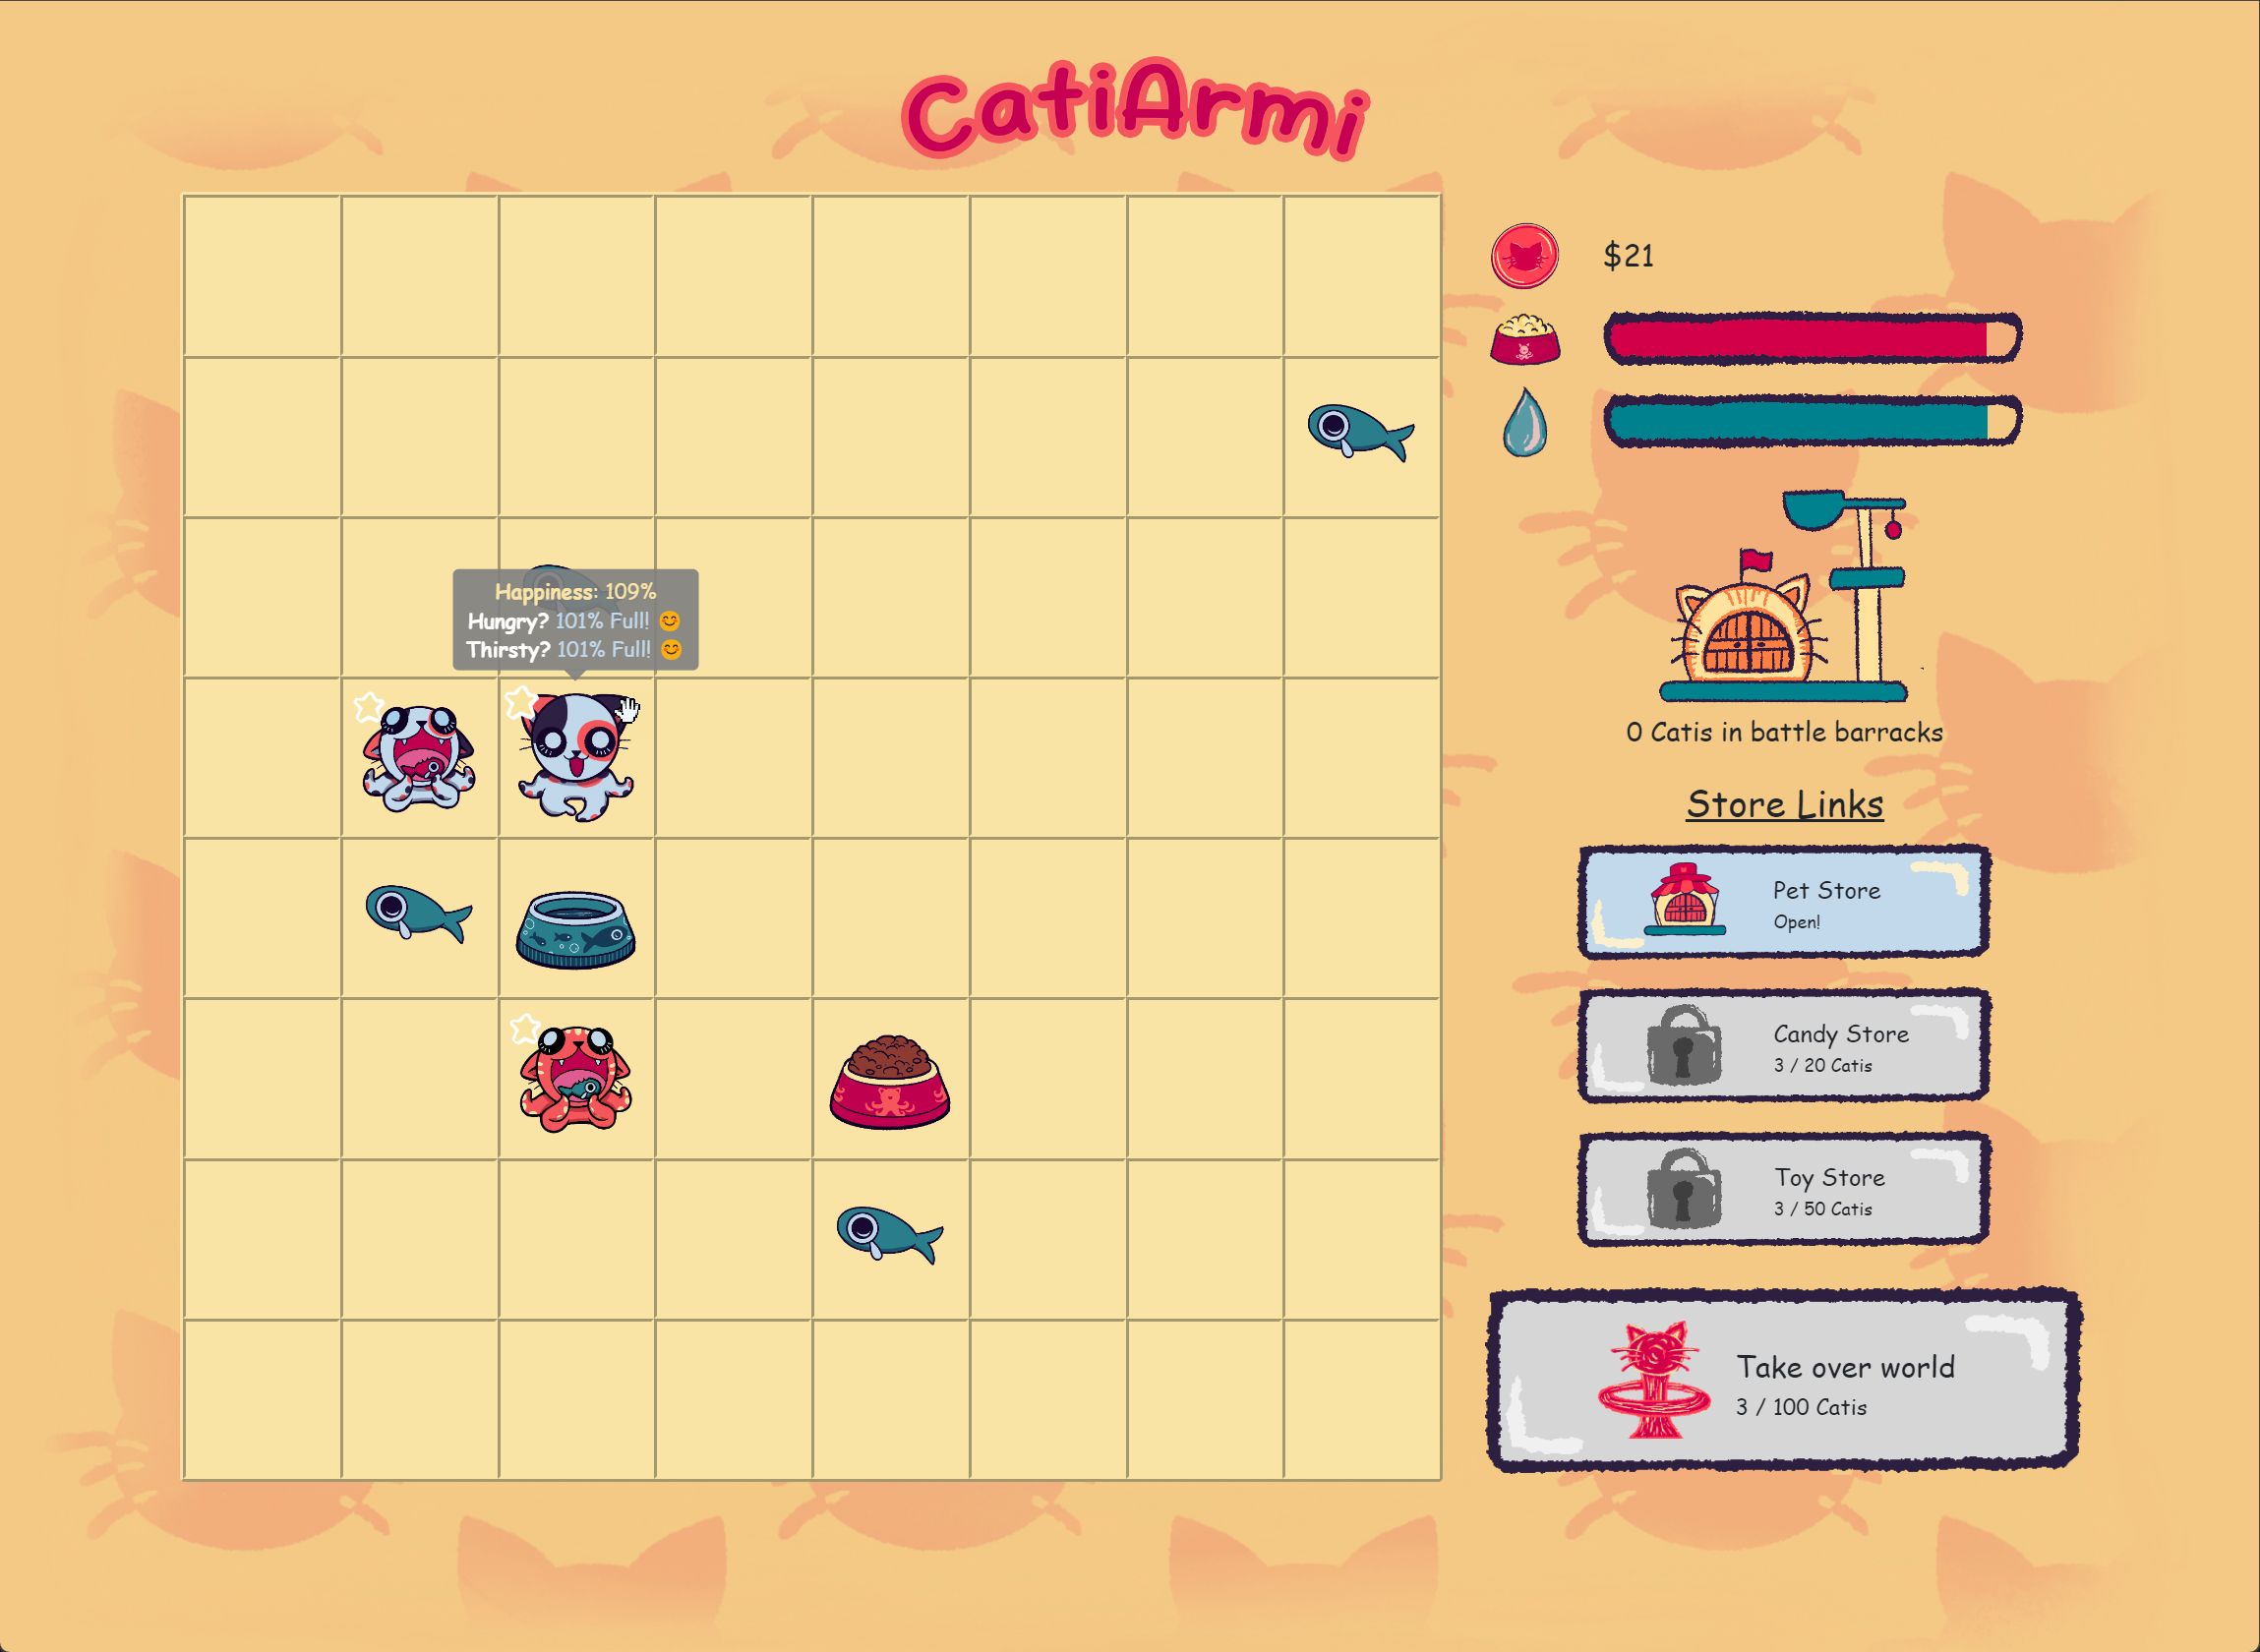 CatiArmi
$21
Happiness: 109%
Hungry? 101% Full! 😊
Thirsty? 101% Full! 😊
0 Catis in battle barracks
Store Links
Pet Store
Open!
Candy Store
3 / 20 Catis
Toy Store
3 / 50 Catis
Take over world
3 / 100 Catis